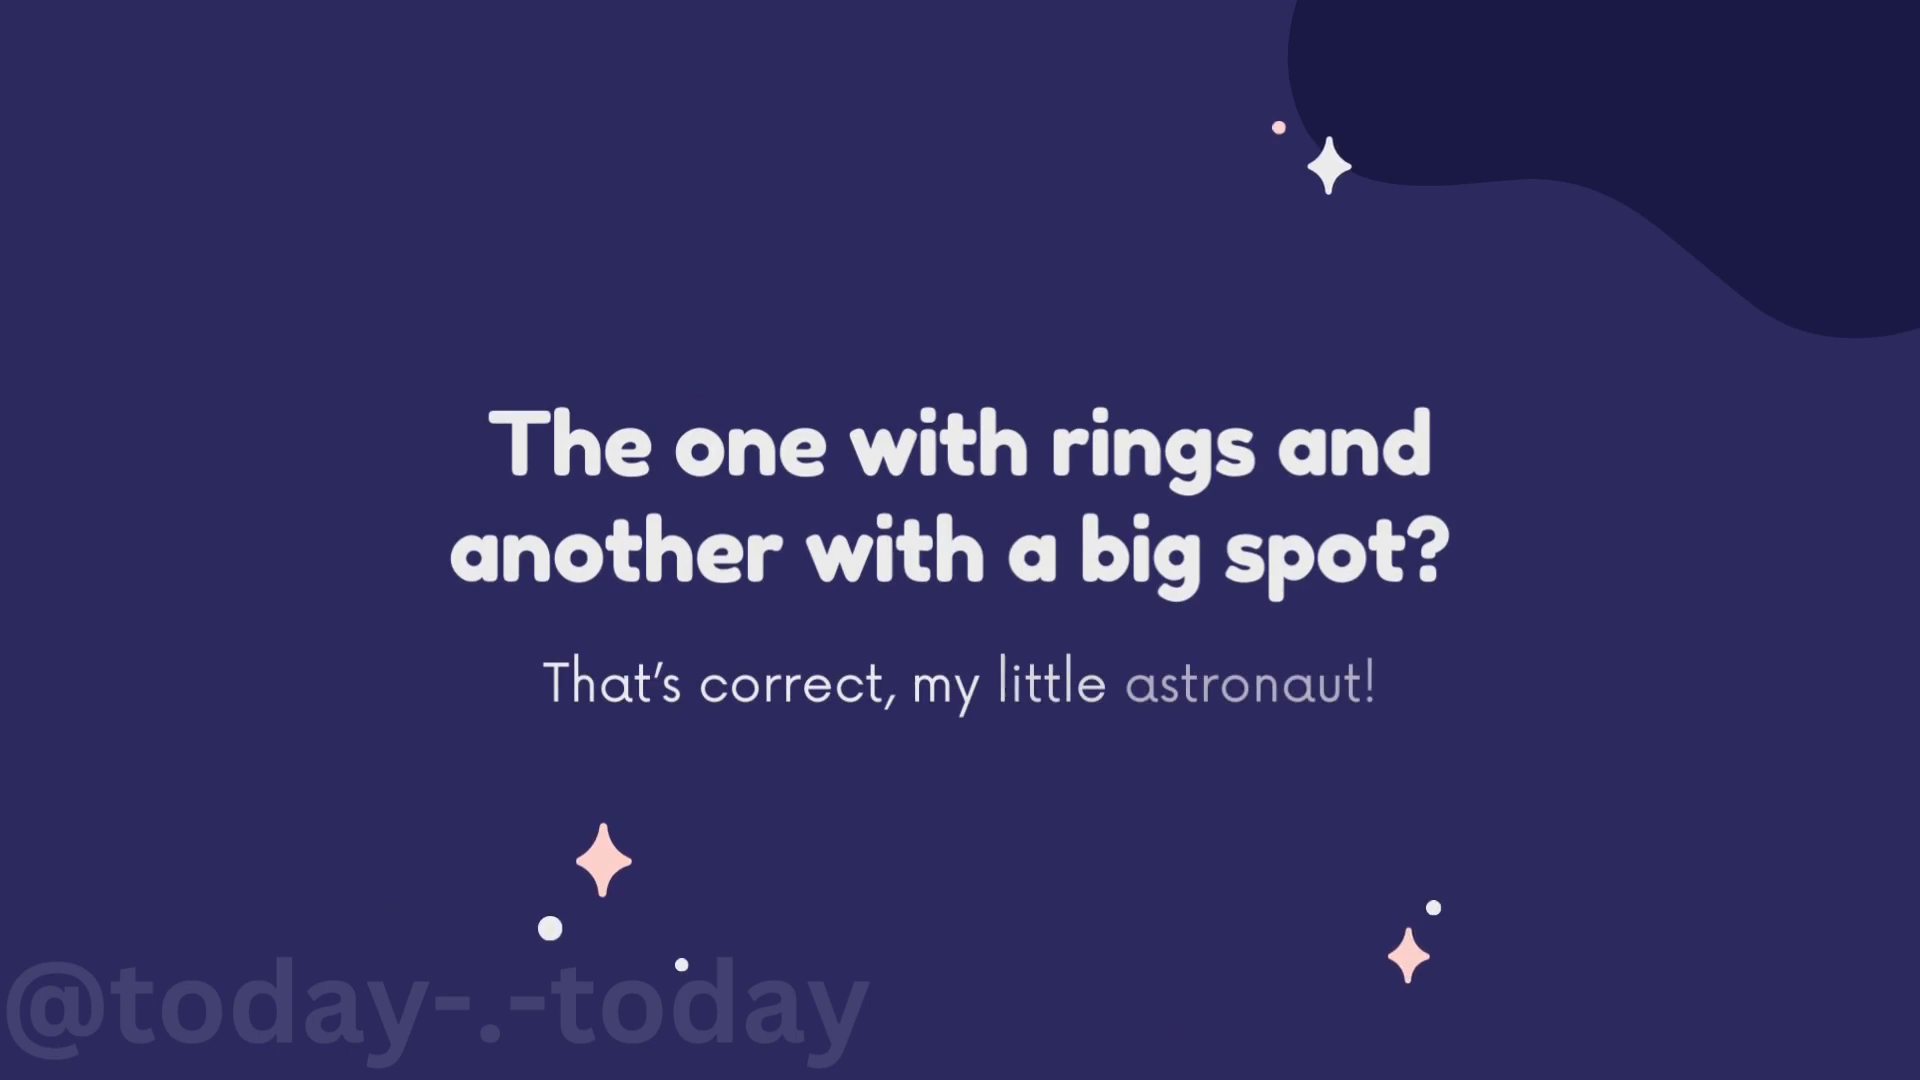 The one with rings and
another with a big spot?
That's correct, my little astronaut!
@today-.-today